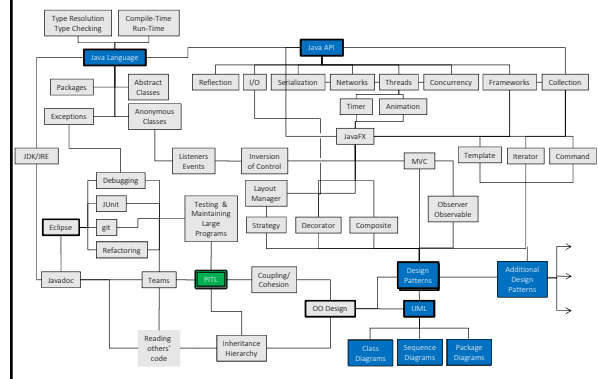 Type Resolution
Type Checking
Compile-Time
Run-Time
Java Language
Java API
Packages
Abstract
Classes
Reflection
I/O
Serialization
Networks
Threads
Concurrency
Frameworks
Collection
Exceptions
Anonymous
Classes
Timer
Animation
JavaFX
JDK/JRE
Listeners
Events
Inversion
of Control
MVC
Template
Iterator
Command
Debugging
Layout
Manager
JUnit
Testing &
Maintaining
Large
Programs
Observer
Observable
Eclipse
git
Strategy
Decorator
Composite
Refactoring
Javadoc
Teams
PITL
Coupling/
Cohesion
Design
Patterns
Additional
Design
Patterns
OO Design
UML
Reading
others'
code
Inheritance
Hierarchy
Class
Diagrams
Sequence
Diagrams
Package
Diagrams